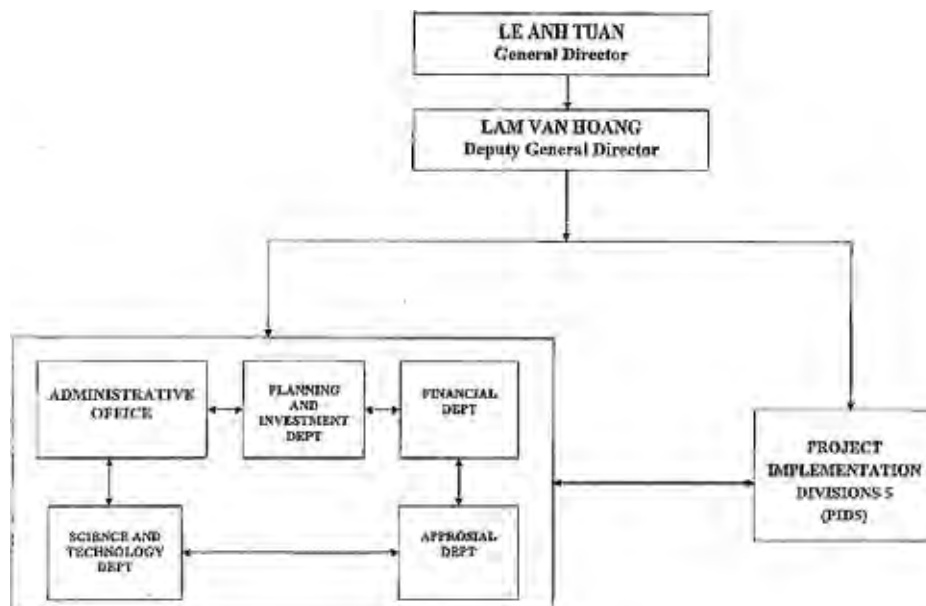 LE ANH TUAN
General Director
LAM VAN HOANG
Deputy General Director
ADMINISTRATIVE
OFFICE
PLANNING
AND
INVESTMENT
DEPT
FINANCIAL
DEPT
SCIENCE AND
TECHNOLOGY
DEPT
APPROSIAL
DEPT
PROJECT
IMPLEMENTATION
DIVISIONS 5
(PID5)